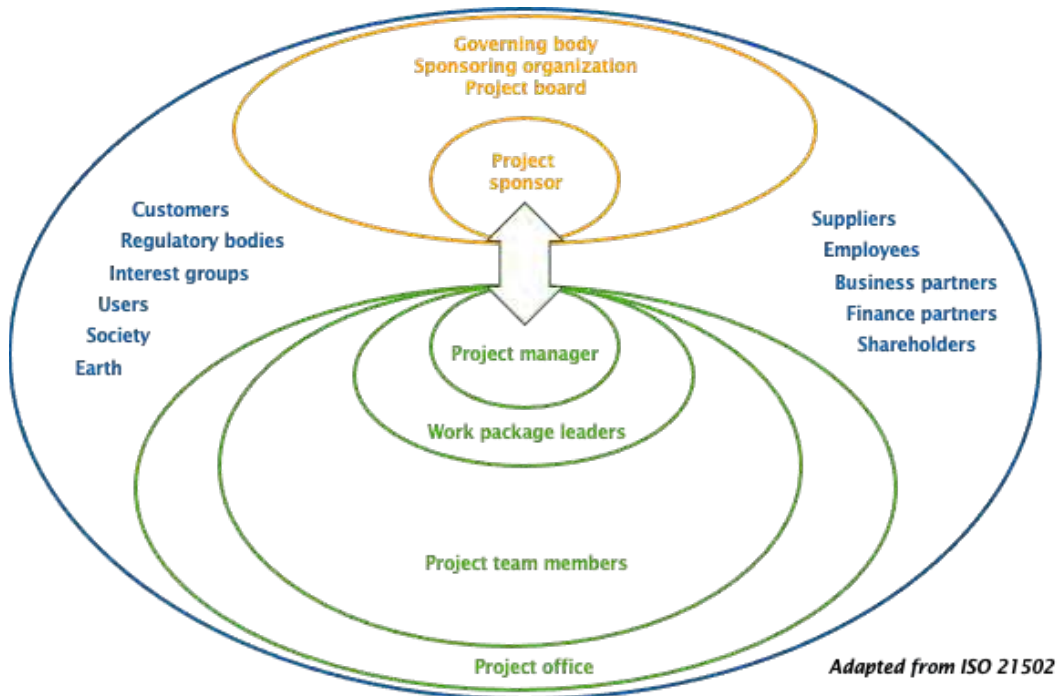 Governing body
Sponsoring organization
Project board
Project
sponsor
Customers
Regulatory bodies
Interest groups
Users
Society
Earth
Suppliers
Employees
Business partners
Finance partners
Shareholders
Project manager
Work package leaders
Project team members
Project office
Adapted from ISO 21502